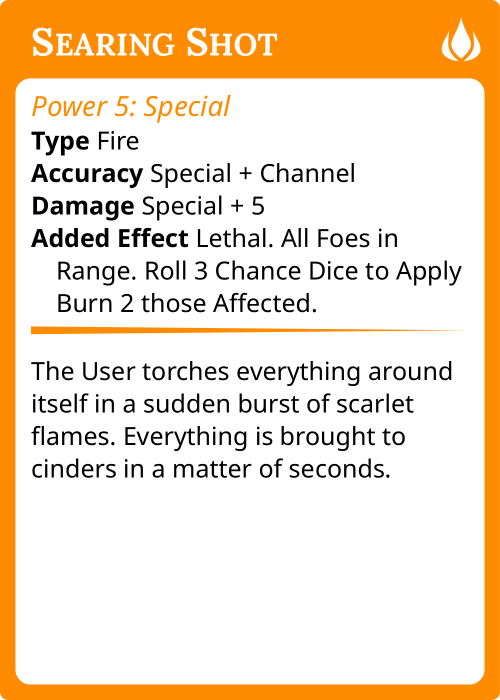 Searing Shot
Power 5: Special
Type Fire
Accuracy Special + Channel
Damage Special + 5
Added Effect Lethal. All Foes in
Range. Roll 3 Chance Dice to Apply
Burn 2 those Affected.
The User torches everything around
itself in a sudden burst of scarlet
flames. Everything is brought to
cinders in a matter of seconds.